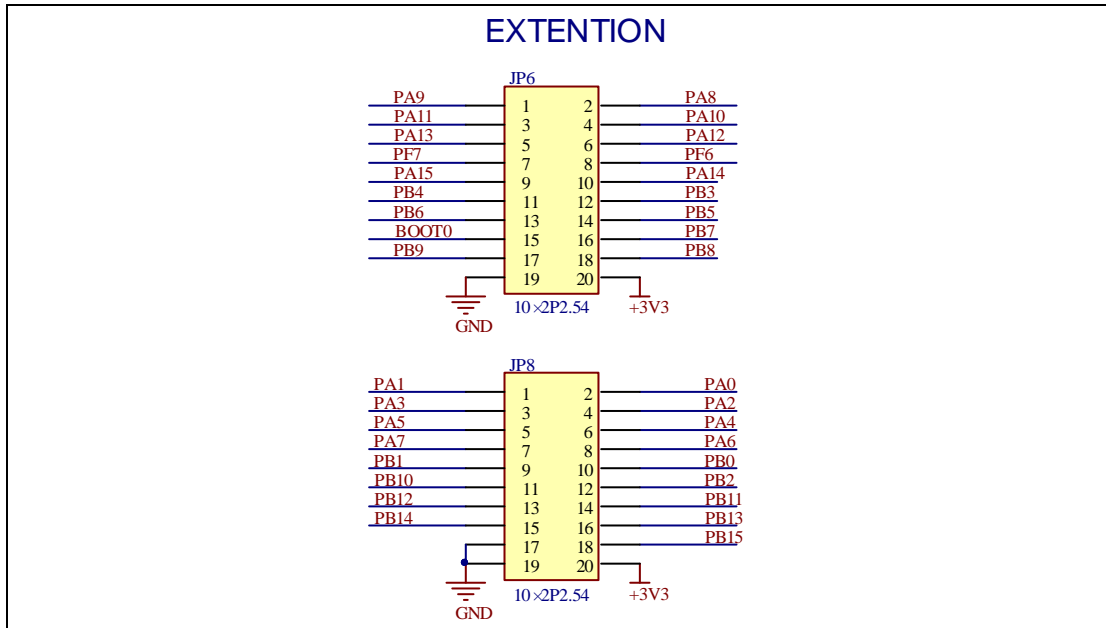 EXTENTION
JP6
PA9 1 2 PA8
PA11 3 4 PA10
PA13 5 6 PA12
PF7 7 8 PF6
PA15 9 10 PA14
PB4 11 12 PB3
PB6 13 14 PB5
BOOT0 15 16 PB7
PB9 17 18 PB8
19 20
10×2P2.54 +3V3
GND
JP8
PA1 1 2 PA0
PA3 3 4 PA2
PA5 5 6 PA4
PA7 7 8 PA6
PB1 9 10 PB0
PB10 11 12 PB2
PB12 13 14 PB11
PB14 15 16 PB13
17 18 PB15
19 20
10×2P2.54 +3V3
GND